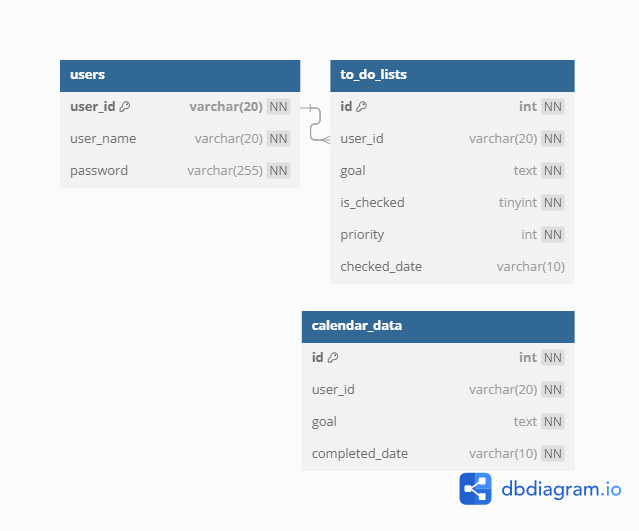 users
user_id varchar(20) NN
user_name varchar(20) NN
password varchar(255) NN
to_do_lists
id int NN
user_id varchar(20) NN
goal text NN
is_checked tinyint NN
priority int NN
checked_date varchar(10)
calendar_data
id int NN
user_id varchar(20) NN
goal text NN
completed_date varchar(10) NN
dbdiagram.io